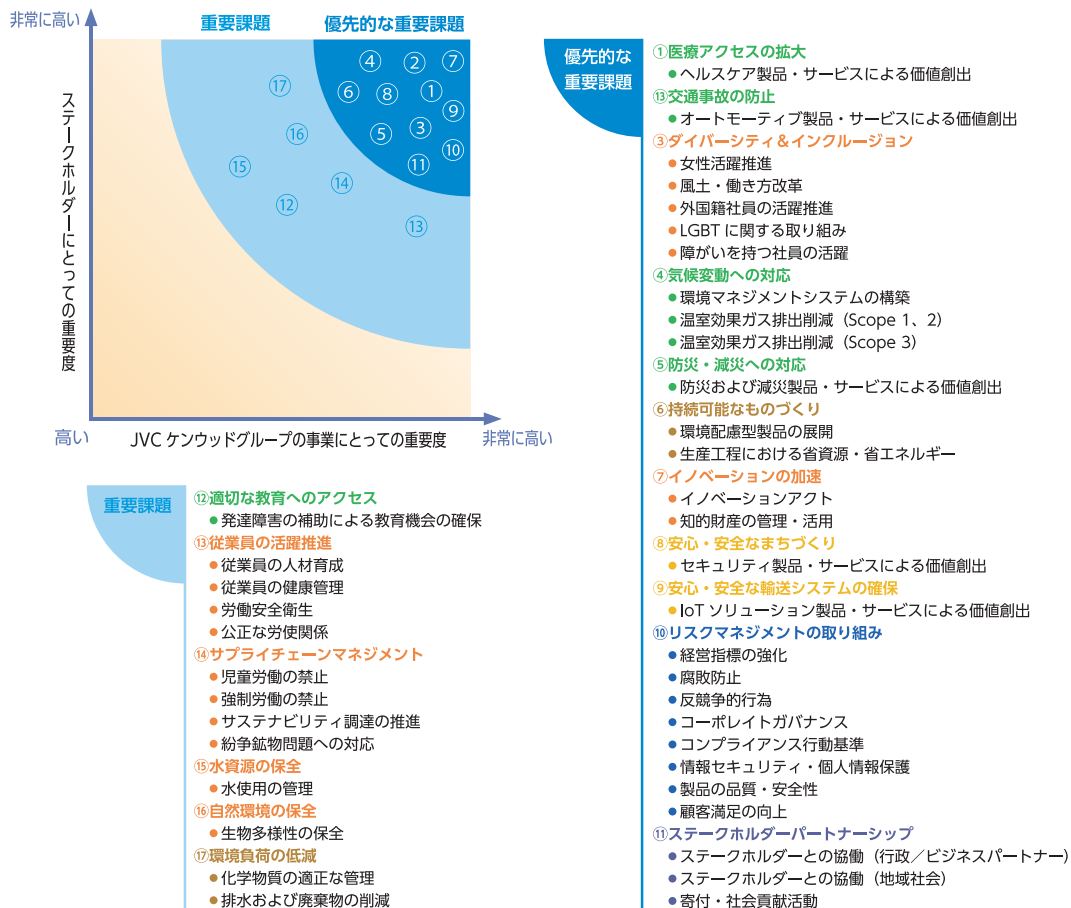 非常に高い
重要課題
優先的な重要課題
④
②
⑦
⑰
⑥
⑧
①
⑨
⑯
⑤
③
⑩
⑮
⑪
⑭
⑫
⑬
ステークホルダーにとっての重要度
高い
JVC ケンウッドグループの事業にとっての重要度
非常に高い
重要課題
⑫適切な教育へのアクセス
●発達障害の補助による教育機会の確保
⑬従業員の活躍推進
●従業員の人材育成
●従業員の健康管理
●労働安全衛生
●公正な労使関係
⑭サプライチェーンマネジメント
●児童労働の禁止
●強制労働の禁止
●サステナビリティ調達の推進
●紛争鉱物問題への対応
⑮水資源の保全
●水使用の管理
⑯自然環境の保全
●生物多様性の保全
⑰環境負荷の低減
●化学物質の適正な管理
●排水および廃棄物の削減
優先的な
重要課題
①医療アクセスの拡大
●ヘルスケア製品・サービスによる価値創出
⑬交通事故の防止
●オートモーティブ製品・サービスによる価値創出
③ダイバーシティ＆インクルージョン
●女性活躍推進
●風土・働き方改革
●外国籍社員の活躍推進
●LGBT に関する取り組み
●障がいを持つ社員の活躍
④気候変動への対応
●環境マネジメントシステムの構築
●温室効果ガス排出削減（Scope 1、2）
●温室効果ガス排出削減（Scope 3）
⑤防災・減災への対応
●防災および減災製品・サービスによる価値創出
⑥持続可能なものづくり
●環境配慮型製品の展開
●生産工程における省資源・省エネルギー
⑦イノベーションの加速
●イノベーションアクト
●知的財産の管理・活用
⑧安心・安全なまちづくり
●セキュリティ製品・サービスによる価値創出
⑨安心・安全な輸送システムの確保
●IoT ソリューション製品・サービスによる価値創出
⑩リスクマネジメントの取り組み
●経営指標の強化
●腐敗防止
●反競争的行為
●コーポレイトガバナンス
●コンプライアンス行動基準
●情報セキュリティ・個人情報保護
●製品の品質・安全性
●顧客満足の向上
⑪ステークホルダーパートナーシップ
●ステークホルダーとの協働（行政／ビジネスパートナー）
●ステークホルダーとの協働（地域社会）
●寄付・社会貢献活動